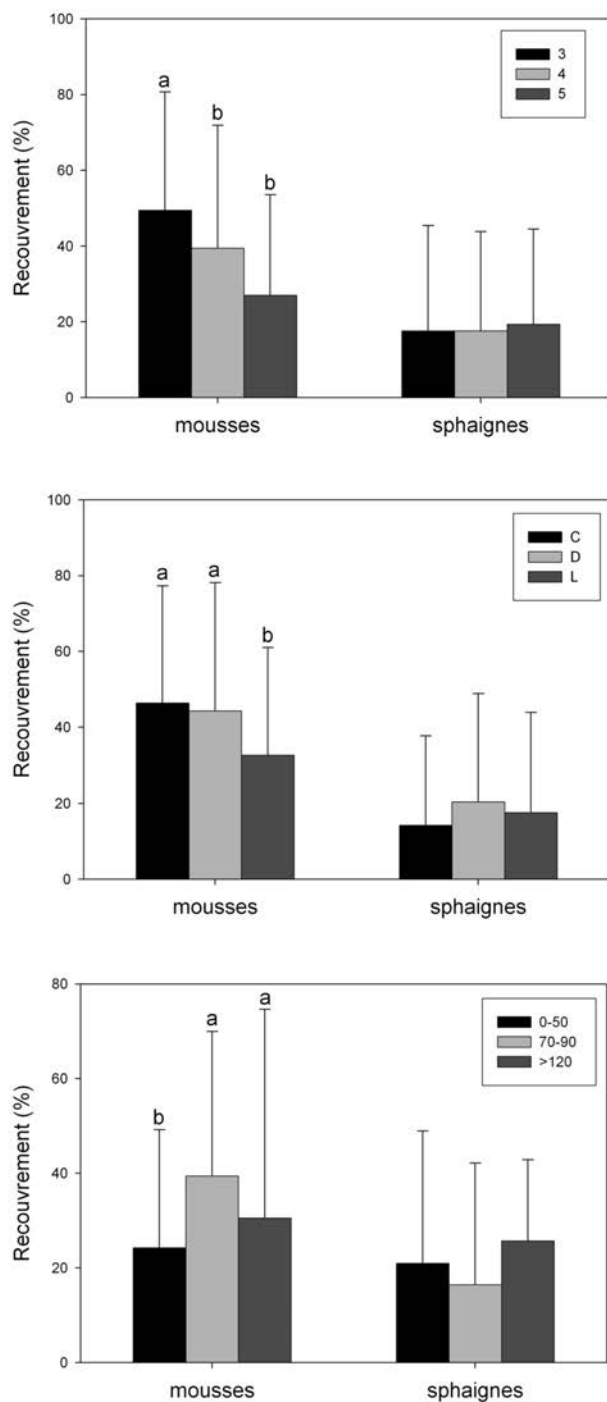 100
80
60
40
20
0
Recouvrement (%)
3
4
5
a
b
b
mousses
sphaignes
100
80
60
40
20
0
Recouvrement (%)
C
D
L
a
a
b
mousses
sphaignes
80
60
40
20
0
Recouvrement (%)
0-50
70-90
>120
b
a
a
mousses
sphaignes